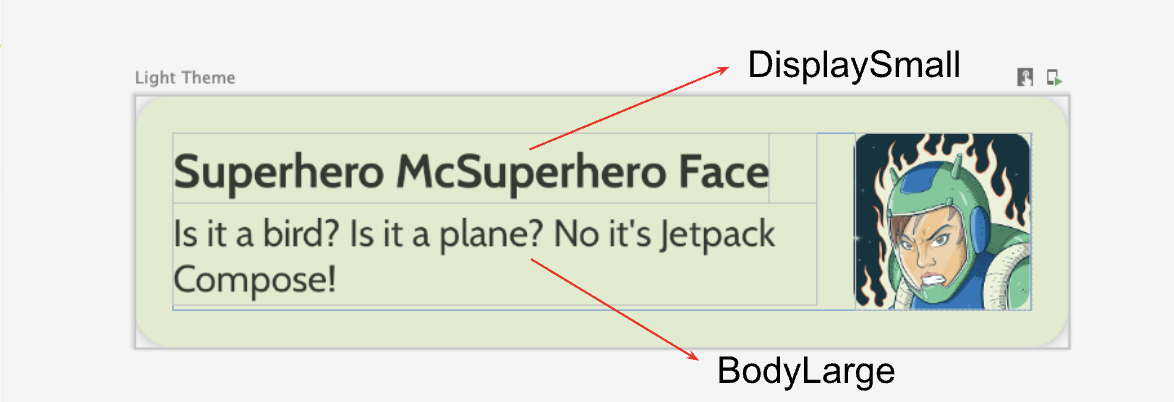 DisplaySmall
Light Theme
Superhero McSuperhero Face
Is it a bird? Is it a plane? No it's Jetpack
Compose!
BodyLarge